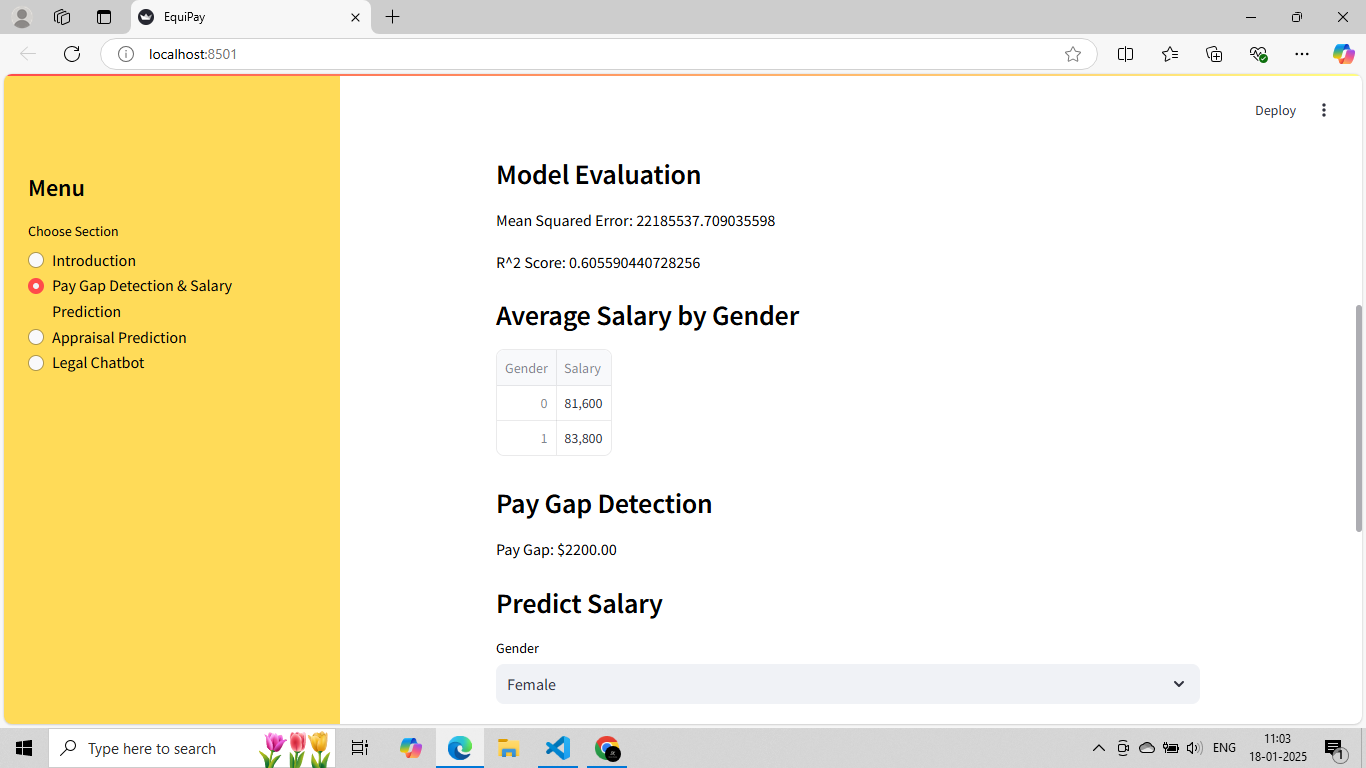 EquiPay
localhost:8501
Deploy
Menu
Choose Section
Introduction
Pay Gap Detection & Salary
Prediction
Appraisal Prediction
Legal Chatbot
Model Evaluation
Mean Squared Error: 22185537.709035598
R^2 Score: 0.605590440728256
Average Salary by Gender
Gender Salary
0 81,600
1 83,800
Pay Gap Detection
Pay Gap: $2200.00
Predict Salary
Gender
Female
Type here to search
ENG
11:03
18-01-2025
1